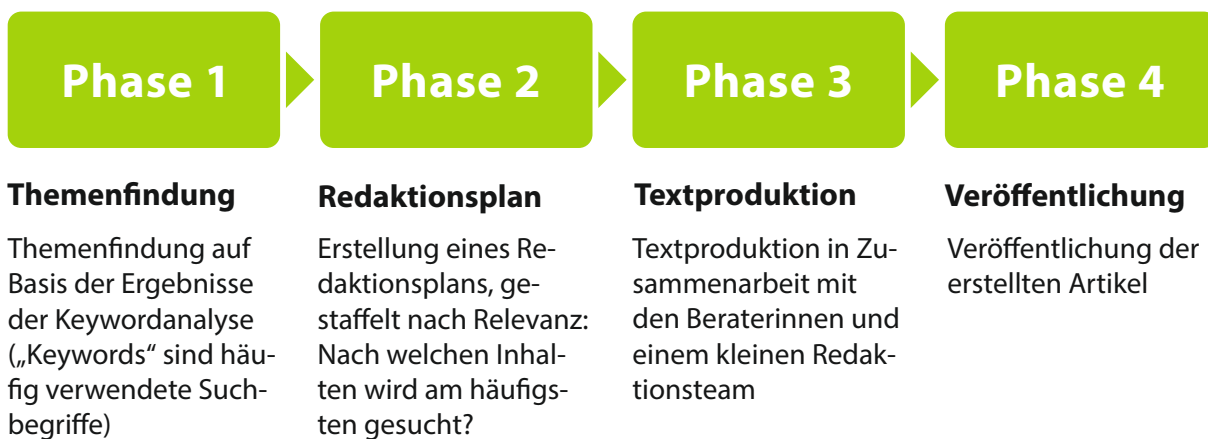 Phase 1
Phase 2
Phase 3
Phase 4
Themenfindung
Themenfindung auf
Basis der Ergebnisse
der Keywordanalyse
(„Keywords“ sind häu-
fig verwendete Such-
begriffe)
Redaktionsplan
Erstellung eines Re-
daktionsplans, ge-
staffelt nach Relevanz:
Nach welchen Inhal-
ten wird am häufigs-
ten gesucht?
Textproduktion
Textproduktion in Zu-
sammenarbeit mit
den Beraterinnen und
einem kleinen Redak-
tionsteam
Veröffentlichung
Veröffentlichung der
erstellten Artikel